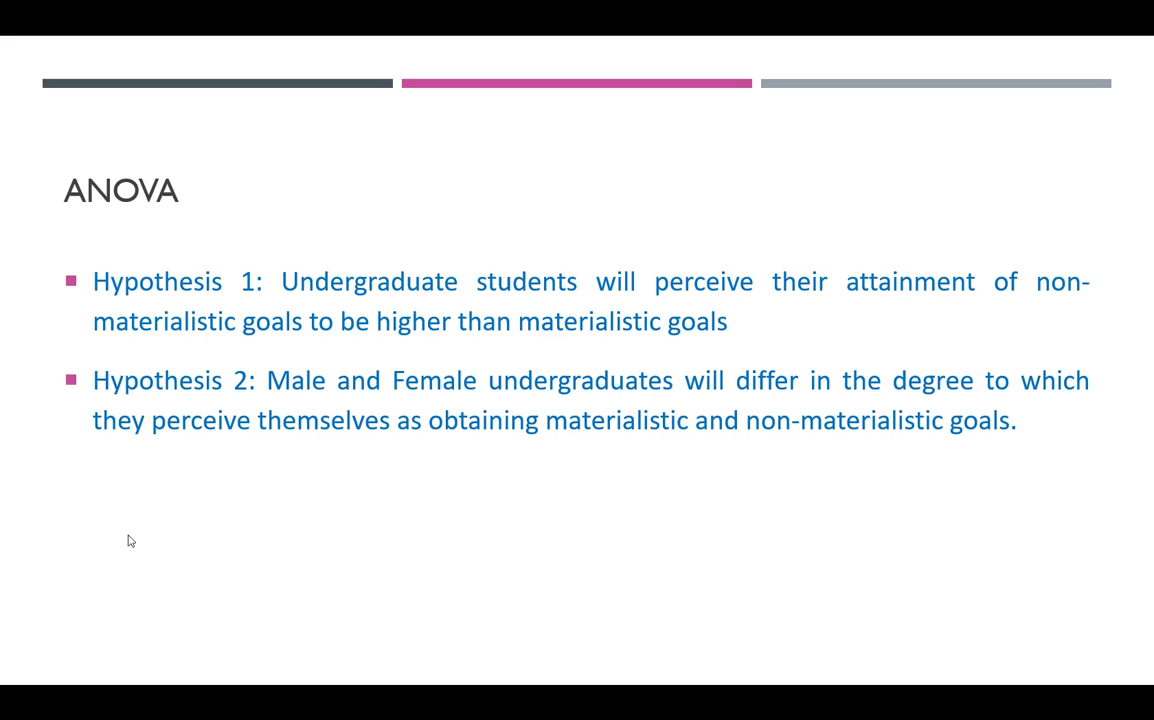 ANOVA
Hypothesis 1: Undergraduate students will perceive their attainment of non-
materialistic goals to be higher than materialistic goals
Hypothesis 2: Male and Female undergraduates will differ in the degree to which
they perceive themselves as obtaining materialistic and non-materialistic goals.